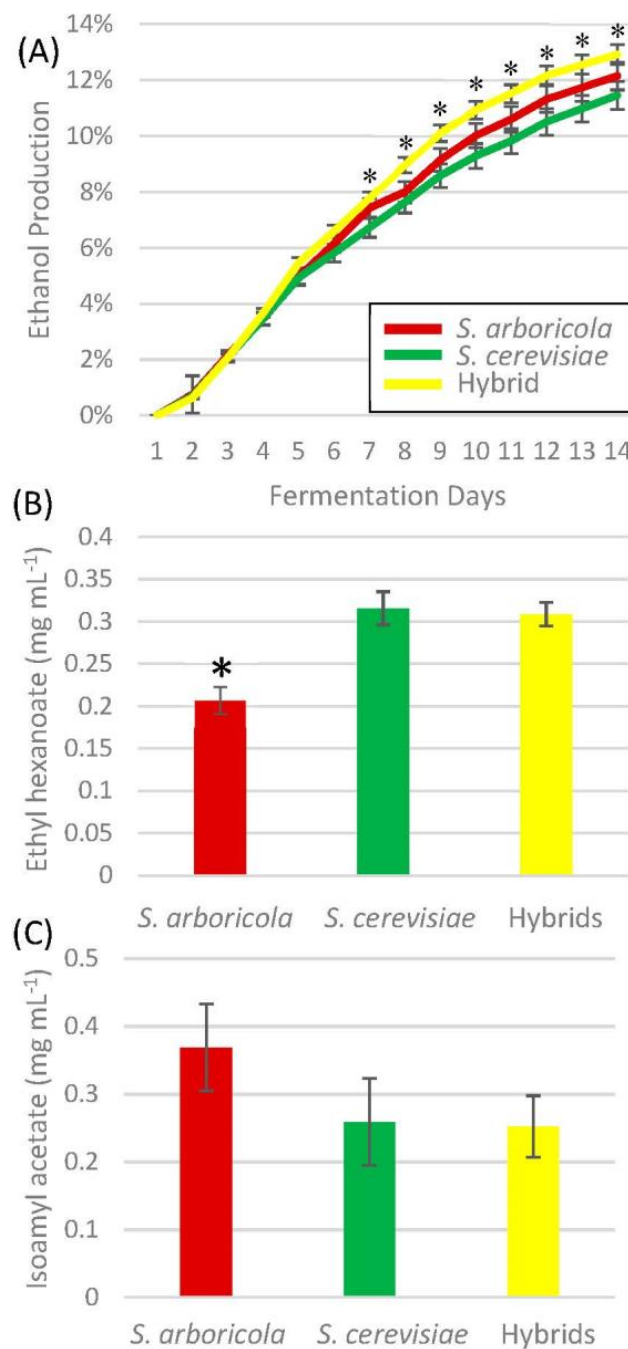 (A)
Ethanol Production
14%
12%
10%
8%
6%
4%
2%
0%
* * * * * * * *
S. arboricola
S. cerevisiae
Hybrid
1 2 3 4 5 6 7 8 9 10 11 12 13 14
Fermentation Days
(B)
Ethyl hexanoate (mg mL⁻¹)
0.4
0.35
0.3
0.25
0.2
0.15
0.1
0.05
0
*
S. arboricola S. cerevisiae Hybrids
(C)
Isoamyl acetate (mg mL⁻¹)
0.5
0.4
0.3
0.2
0.1
0
S. arboricola S. cerevisiae Hybrids